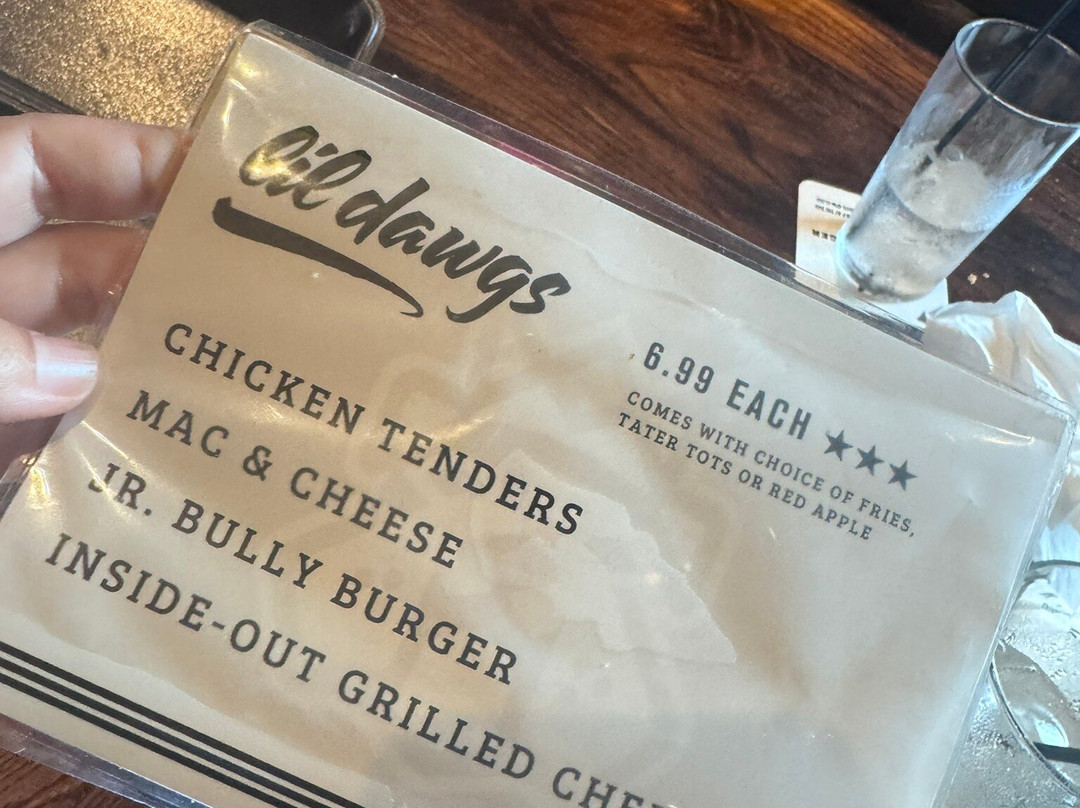 lil dawgs
6.99 EACH ★★★
COMES WITH CHOICE OF FRIES,
TATER TOTS OR RED APPLE
CHICKEN TENDERS
MAC & CHEESE
JR. BULLY BURGER
INSIDE-OUT GRILLED